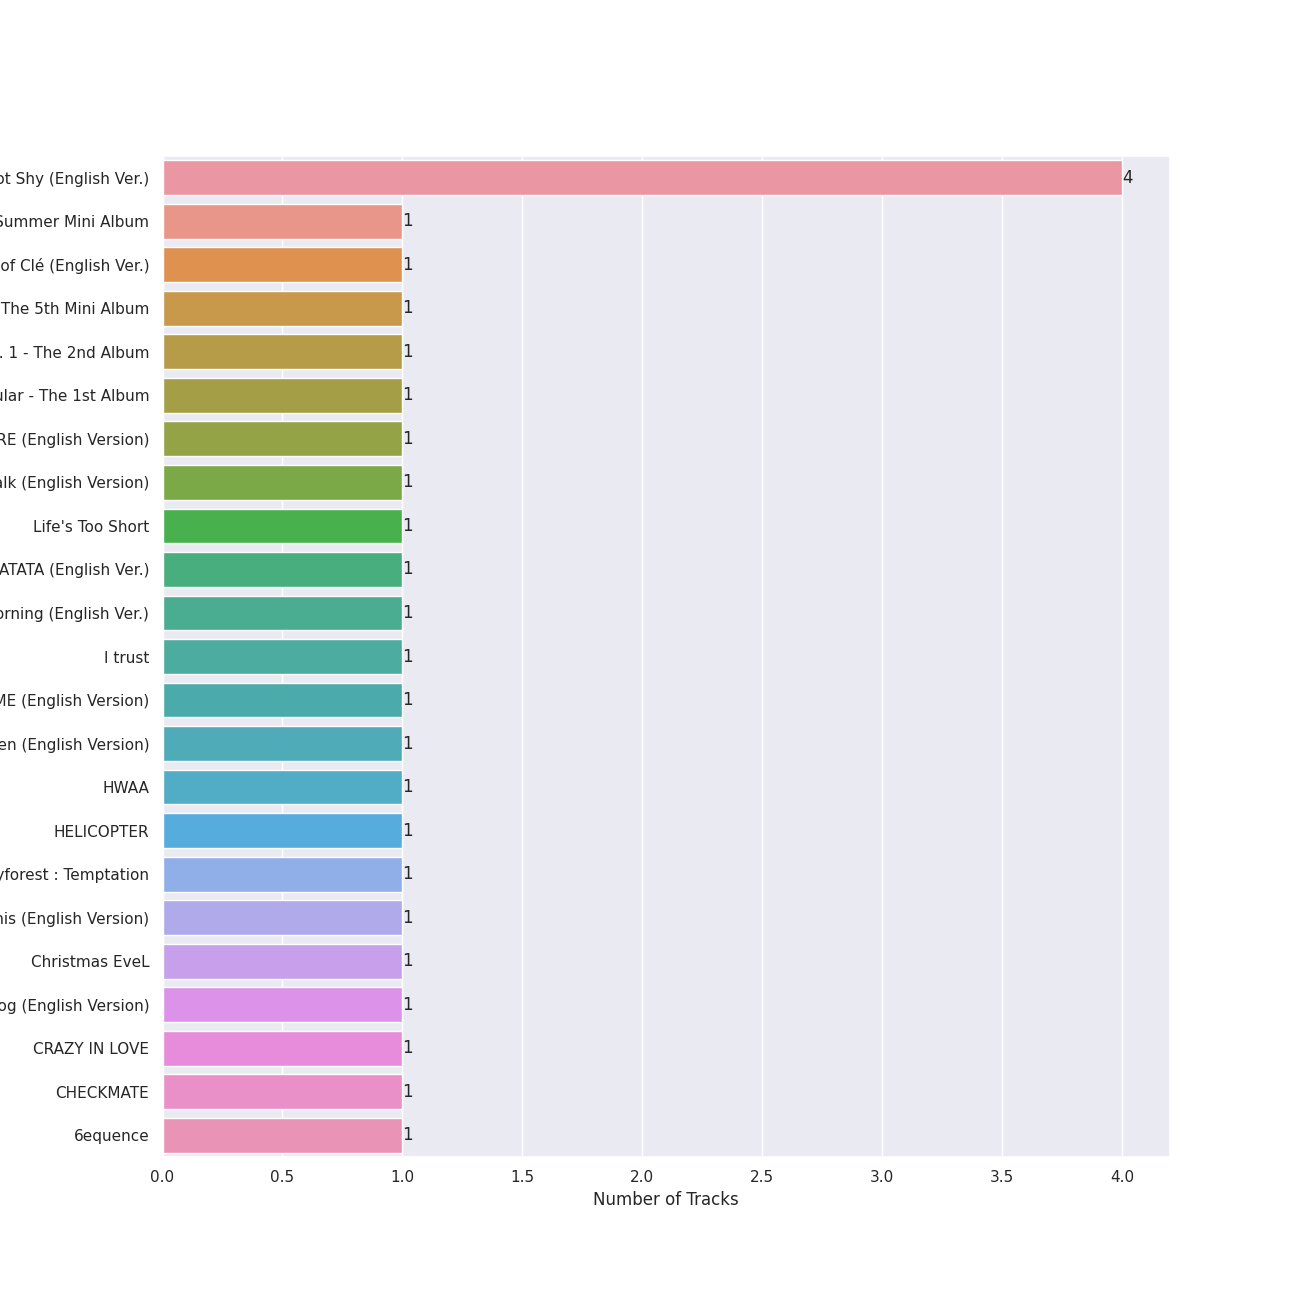 ot Shy (English Ver.) 4
Summer Mini Album 1
of Clé (English Ver.) 1
The 5th Mini Album 1
. 1 - The 2nd Album 1
ular - The 1st Album 1
RE (English Version) 1
alk (English Version) 1
Life's Too Short 1
ATATA (English Ver.) 1
orning (English Ver.) 1
I trust 1
ME (English Version) 1
en (English Version) 1
HWAA 1
HELICOPTER 1
yforest : Temptation 1
his (English Version) 1
Christmas EveL 1
og (English Version) 1
CRAZY IN LOVE 1
CHECKMATE 1
6equence 1
0.0 0.5 1.0 1.5 2.0 2.5 3.0 3.5 4.0
Number of Tracks